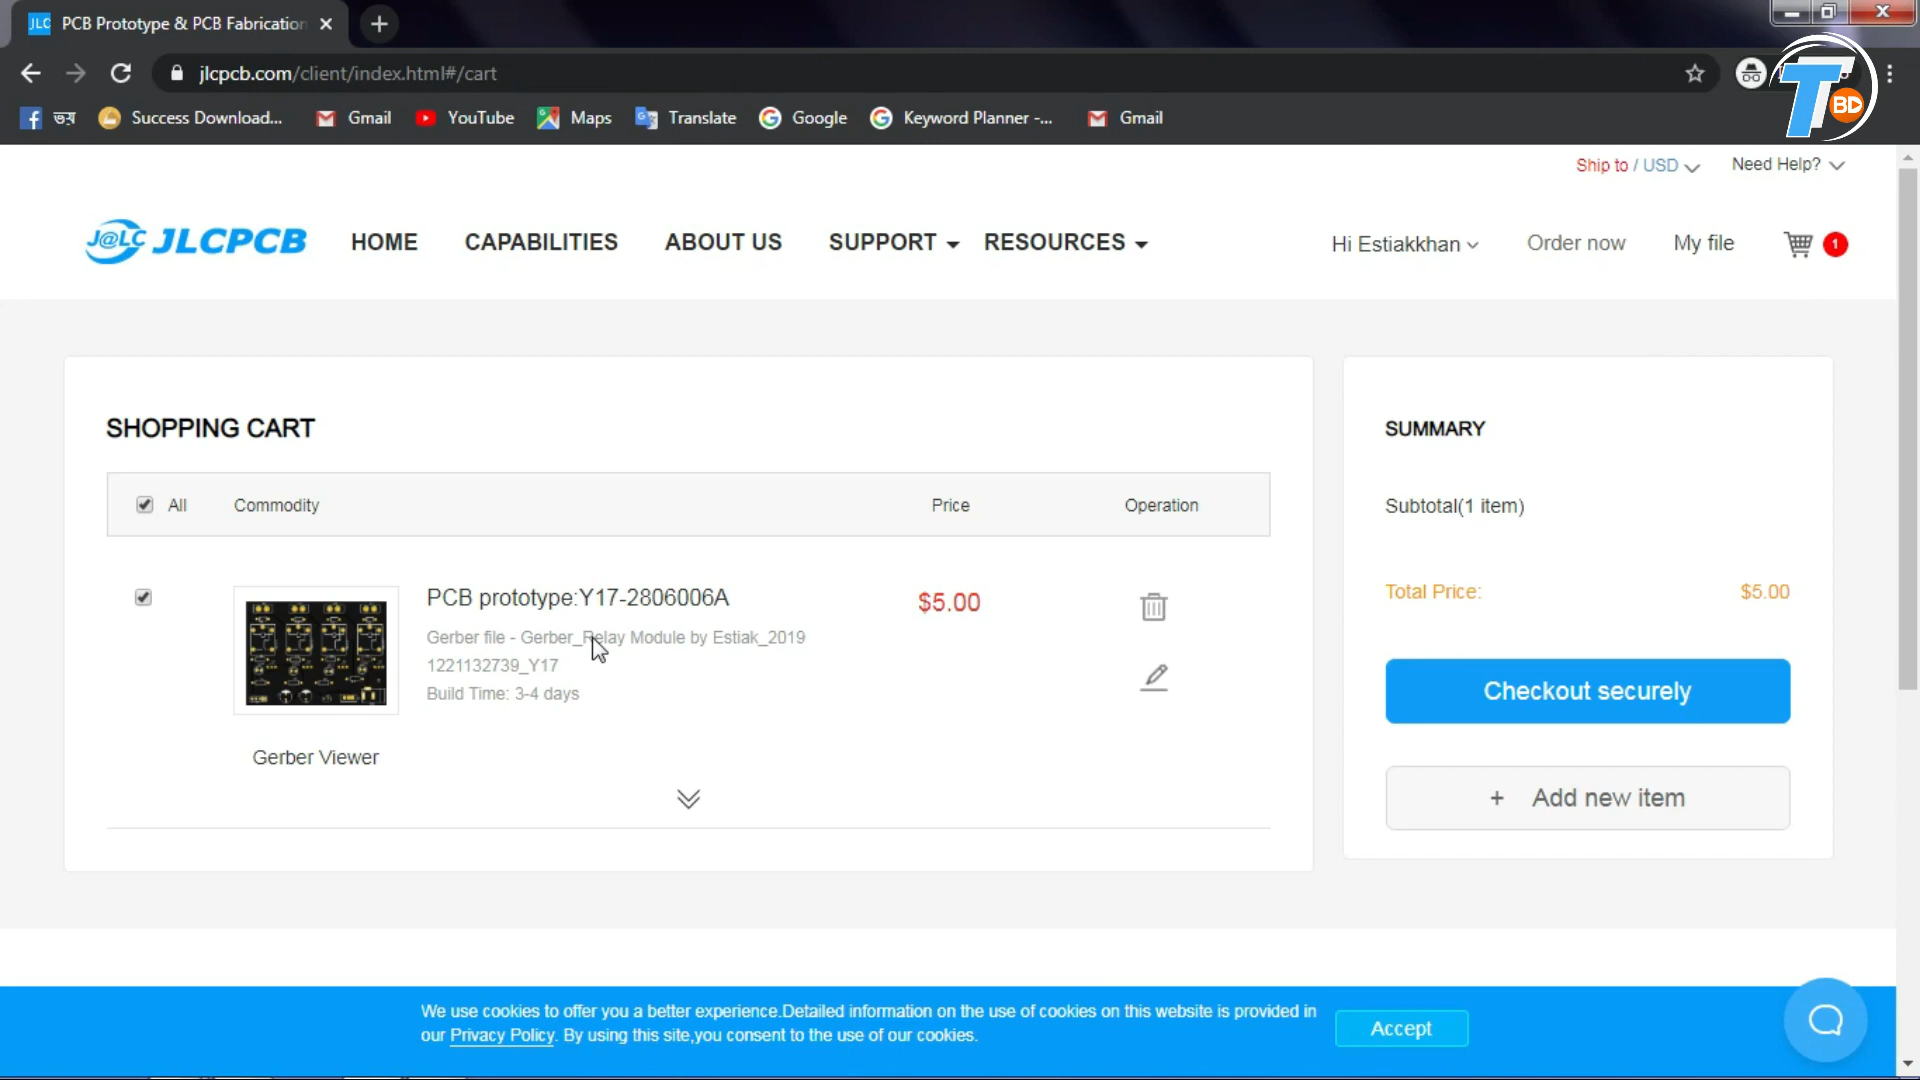 JLC PCB Prototype & PCB Fabrication
jlcpcb.com/client/index.html#/cart
ভয় Success Download... Gmail YouTube Maps Translate Google Keyword Planner -... Gmail
BD
Ship to / USD Need Help?
J@LC JLCPCB HOME CAPABILITIES ABOUT US SUPPORT RESOURCES Hi Estiakkhan Order now My file 1
SHOPPING CART
All Commodity Price Operation
PCB prototype:Y17-2806006A $5.00
Gerber file - Gerber_Relay Module by Estiak_2019
1221132739_Y17
Build Time: 3-4 days
Gerber Viewer
SUMMARY
Subtotal(1 item)
Total Price: $5.00
Checkout securely
+ Add new item
We use cookies to offer you a better experience.Detailed information on the use of cookies on this website is provided in
our Privacy Policy. By using this site,you consent to the use of our cookies.
Accept